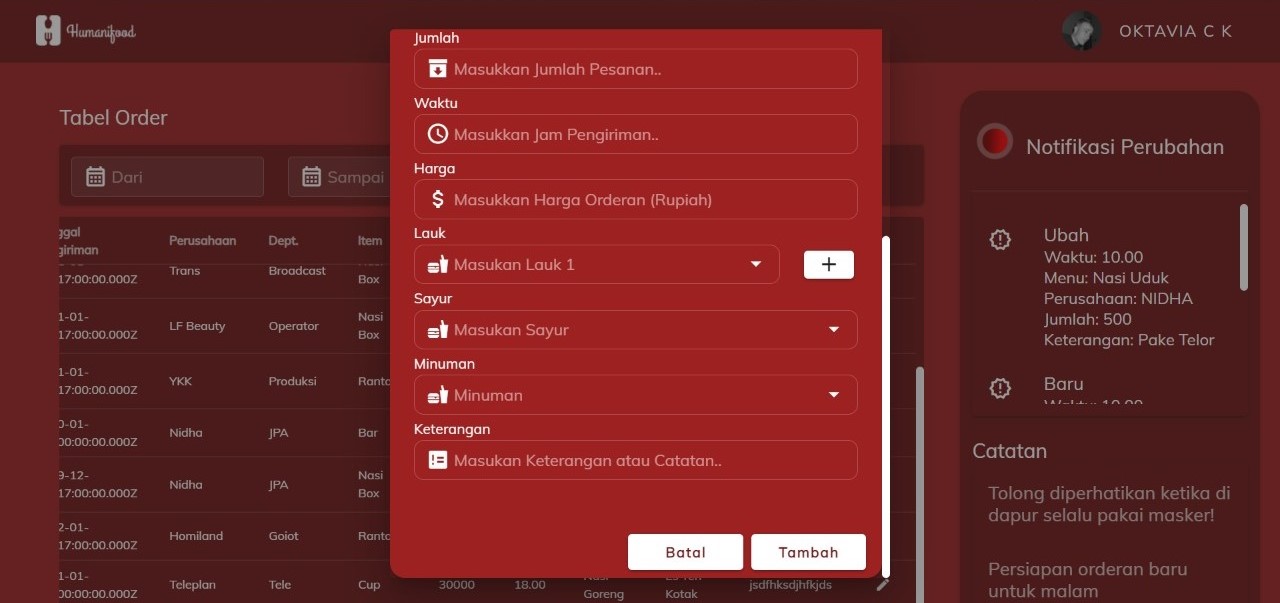 Humanifood
OKTAVIA C K
Tabel Order
Dari
Sampai
ggal
giriman
Perusahaan
Dept.
Item
17:00:00.000Z
Trans
Broadcast
Box
1-01-
17:00:00.000Z
LF Beauty
Operator
Nasi
Box
1-01-
17:00:00.000Z
YKK
Produksi
Ranta
0-01-
00:00:00.000Z
Nidha
JPA
Bar
9-12-
17:00:00.000Z
Nidha
JPA
Nasi
Box
2-01-
17:00:00.000Z
Homiland
Goiot
Ranta
1-01-
00:00:00.000Z
Teleplan
Tele
Cup
30000
18.00
Nasi
Goreng
Es Teh
Kotak
jsdfhksdjhfkjds
Jumlah
Masukkan Jumlah Pesanan..
Waktu
Masukkan Jam Pengiriman..
Harga
Masukkan Harga Orderan (Rupiah)
Lauk
Masukan Lauk 1
+
Sayur
Masukan Sayur
Minuman
Minuman
Keterangan
Masukan Keterangan atau Catatan..
Batal
Tambah
Notifikasi Perubahan
Ubah
Waktu: 10.00
Menu: Nasi Uduk
Perusahaan: NIDHA
Jumlah: 500
Keterangan: Pake Telor
Baru
Waktu: 10.00
Catatan
Tolong diperhatikan ketika di
dapur selalu pakai masker!
Persiapan orderan baru
untuk malam